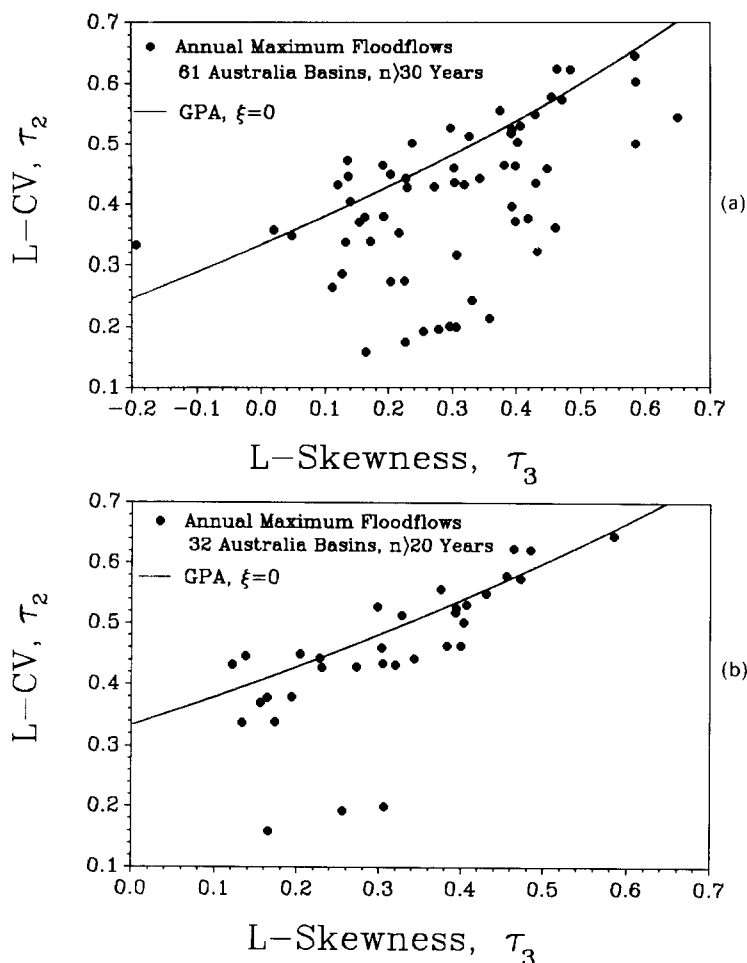 0.7
0.6
0.5
0.4
0.3
0.2
0.1
L-CV, τ2
Annual Maximum Floodflows
61 Australia Basins, n⟩30 Years
GPA, ξ=0
(a)
-0.2 -0.1 0.0 0.1 0.2 0.3 0.4 0.5 0.6 0.7
L-Skewness, τ3
0.7
0.6
0.5
0.4
0.3
0.2
0.1
L-CV, τ2
Annual Maximum Floodflows
32 Australia Basins, n⟩20 Years
GPA, ξ=0
(b)
0.0 0.1 0.2 0.3 0.4 0.5 0.6 0.7
L-Skewness, τ3